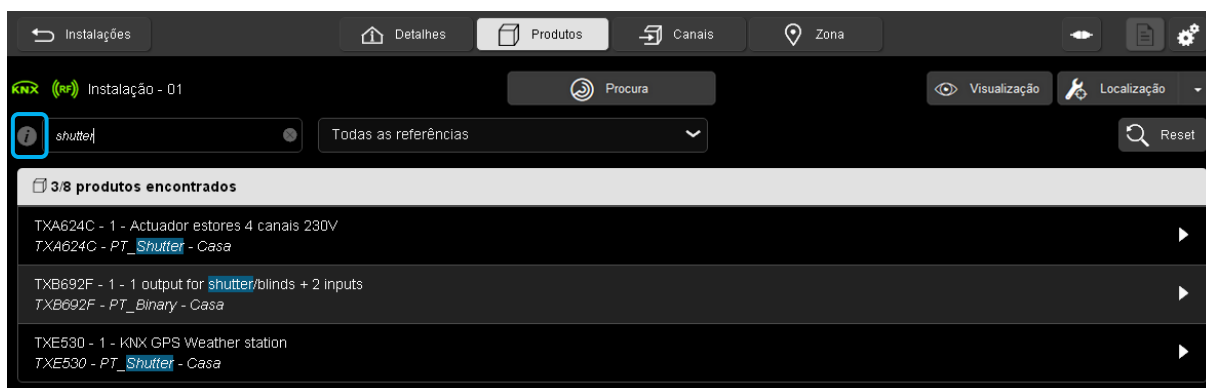 Instalações
Detalhes
Produtos
Canais
Zona
KNX ((RF)) Instalação - 01
Procura
Visualização
Localização
i
shutter
Todas as referências
Reset
3/8 produtos encontrados
TXA624C - 1 - Actuador estores 4 canais 230V
TXA624C - PT_Shutter - Casa
TXB692F - 1 - 1 output for shutter/blinds + 2 inputs
TXB692F - PT_Binary - Casa
TXE530 - 1 - KNX GPS Weather station
TXE530 - PT_Shutter - Casa